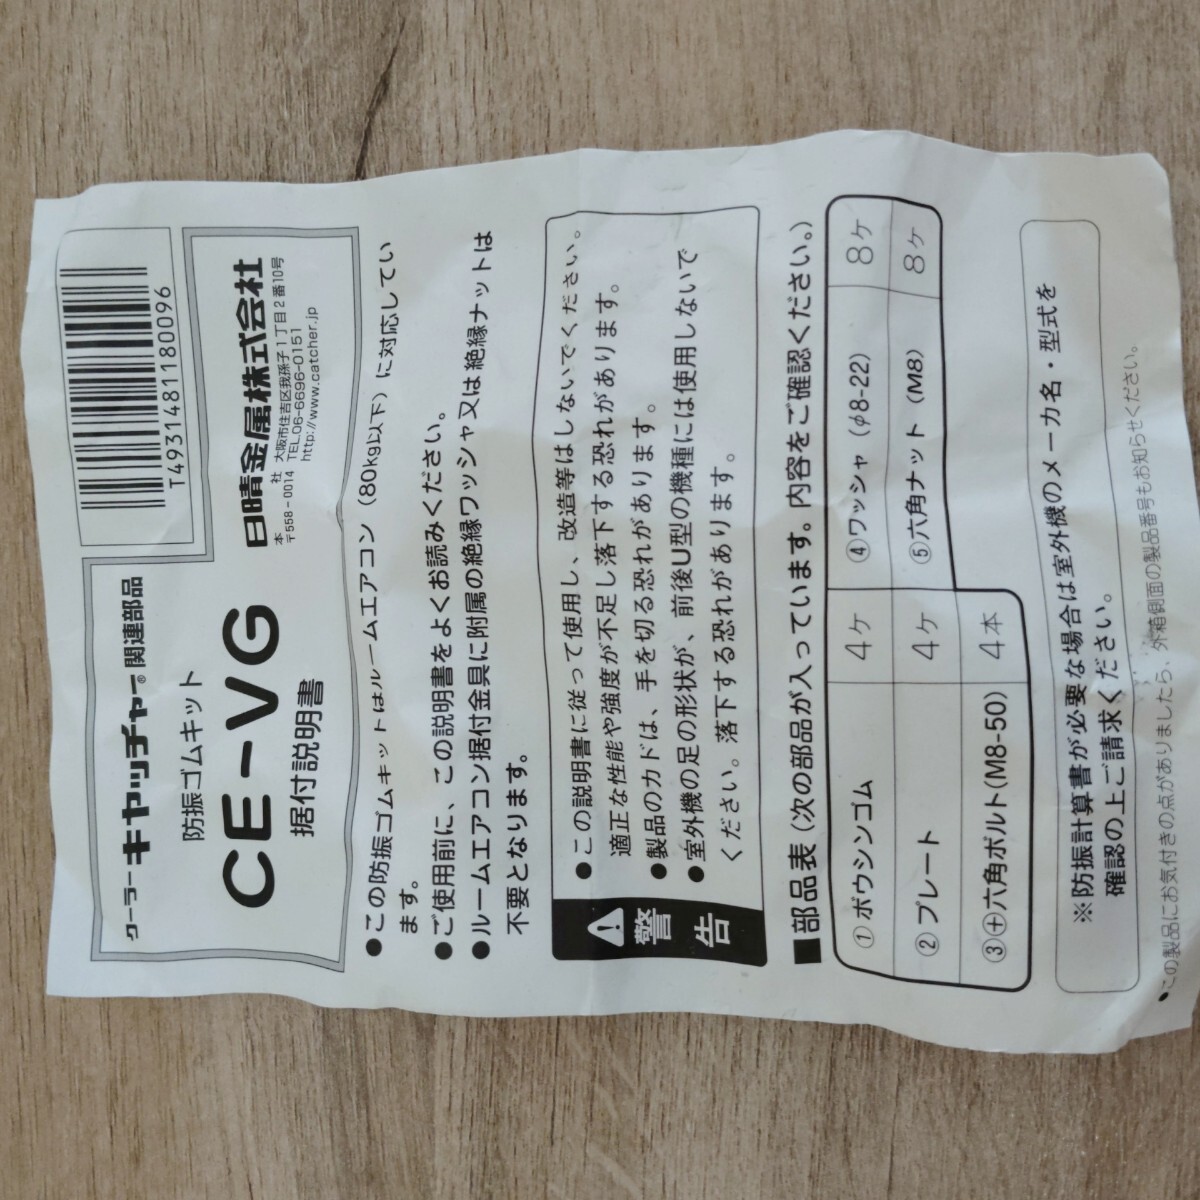 クーラーキャッチャー®関連部品
防振ゴムキット
CE-VG
据付説明書
T4931481180096
日晴金属株式会社
本 社 大阪市住吉区我孫子1丁目2番10号
〒558-0014 TEL.06-6696-0151
http://www.catcher.jp
●この防振ゴムキットはルームエアコン（80kg以下）に対応してい
ます。
●ご使用前に、この説明書をよくお読みください。
●ルームエアコン据付金具に附属の絶縁ワッシャ又は絶縁ナットは
不要となります。
警告
●この説明書に従って使用し、改造等はしないでください。
適正な性能や強度が不足し落下する恐れがあります。
●製品のカドは、手を切る恐れがあります。
●室外機の足の形状が、前後U型の機種には使用しないで
ください。落下する恐れがあります。
■部品表（次の部品が入っています。内容をご確認ください。）
①ボウシンゴム 4ヶ ④ワッシャ（φ8-22） 8ヶ
②プレート 4ヶ ⑤六角ナット（M8） 8ヶ
③⊕六角ボルト(M8-50) 4本
※防振計算書が必要な場合は室外機のメーカ名・型式を
確認の上ご請求ください。
●この製品にお気付きの点がありましたら、外箱側面の製品番号もお知らせください。